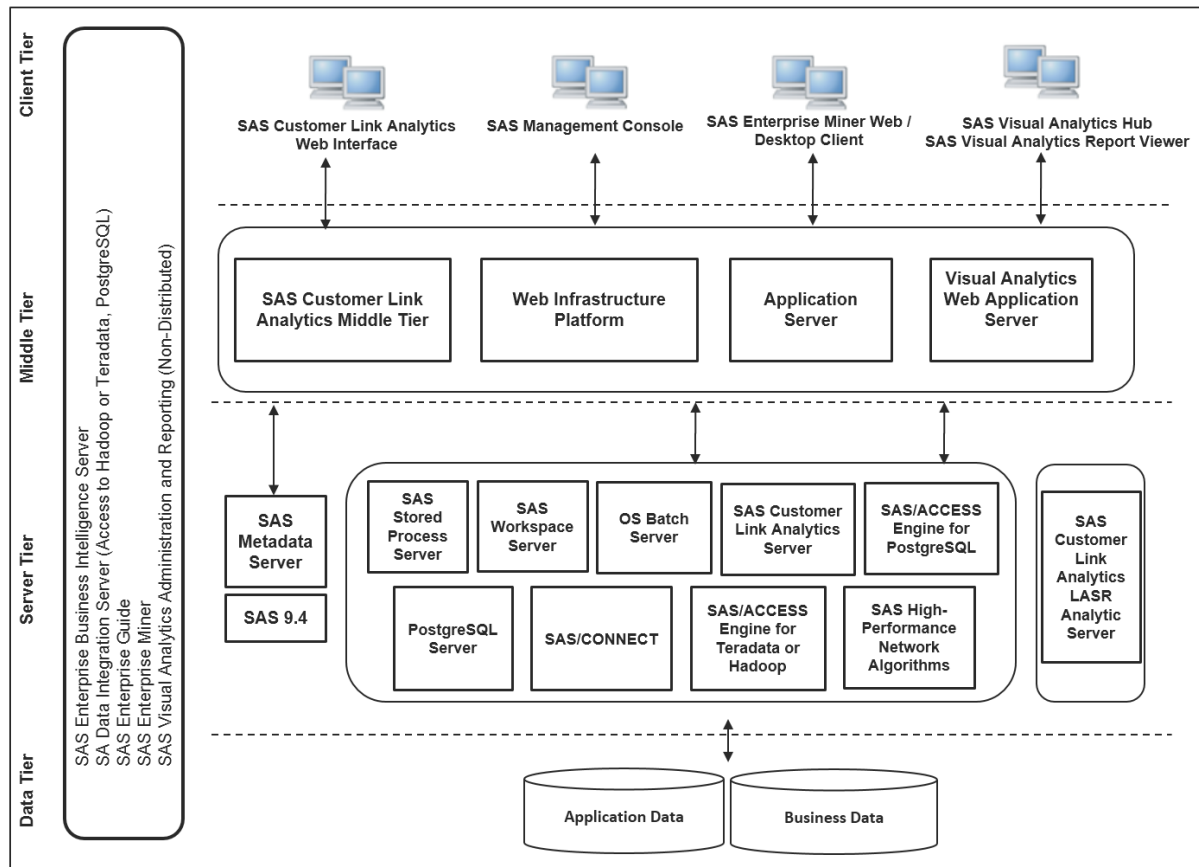 Client Tier
SAS Customer Link Analytics
Web Interface
SAS Management Console
SAS Enterprise Miner Web /
Desktop Client
SAS Visual Analytics Hub
SAS Visual Analytics Report Viewer
Middle Tier
SAS Customer Link
Analytics Middle Tier
Web Infrastructure
Platform
Application
Server
Visual Analytics
Web Application
Server
SAS Enterprise Business Intelligence Server
SA Data Integration Server (Access to Hadoop or Teradata, PostgreSQL)
SAS Enterprise Guide
SAS Enterprise Miner
SAS Visual Analytics Administration and Reporting (Non-Distributed)
Server Tier
SAS
Metadata
Server
SAS 9.4
SAS
Stored
Process
Server
SAS
Workspace
Server
OS Batch
Server
SAS Customer
Link Analytics
Server
SAS/ACCESS
Engine for
PostgreSQL
PostgreSQL
Server
SAS/CONNECT
SAS/ACCESS
Engine for
Teradata or
Hadoop
SAS High-
Performance
Network
Algorithms
SAS
Customer
Link
Analytics
LASR
Analytic
Server
Data Tier
Application Data
Business Data